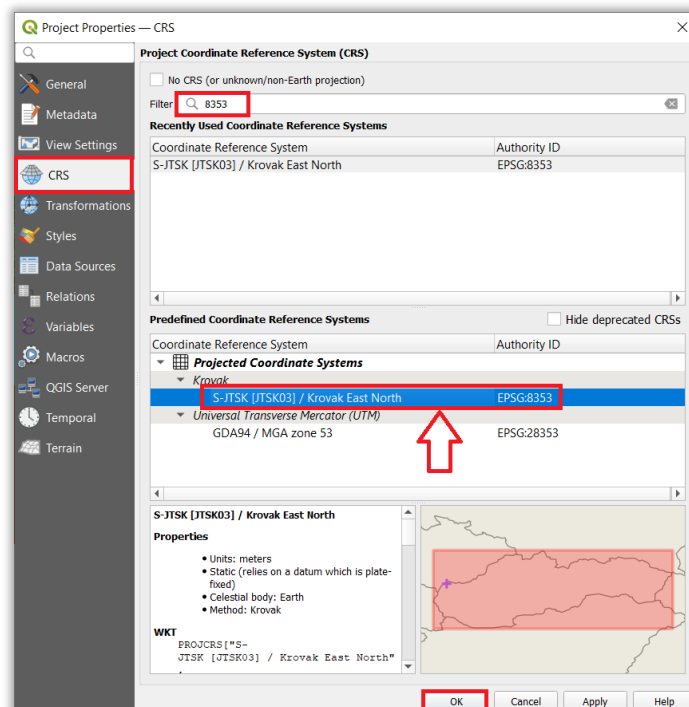 Project Properties — CRS
Project Coordinate Reference System (CRS)
No CRS (or unknown/non-Earth projection)
Filter 8353
Recently Used Coordinate Reference Systems
Coordinate Reference System Authority ID
S-JTSK [JTSK03] / Krovak East North EPSG:8353
General
Metadata
View Settings
CRS
Transformations
Styles
Data Sources
Relations
Variables
Macros
QGIS Server
Temporal
Terrain
Predefined Coordinate Reference Systems Hide deprecated CRSs
Coordinate Reference System Authority ID
Projected Coordinate Systems
Krovak
S-JTSK [JTSK03] / Krovak East North EPSG:8353
Universal Transverse Mercator (UTM)
GDA94 / MGA zone 53 EPSG:28353
S-JTSK [JTSK03] / Krovak East North
Properties
• Units: meters
• Static (relies on a datum which is plate-
fixed)
• Celestial body: Earth
• Method: Krovak
WKT
PROJCRS["S-
JTSK [JTSK03] / Krovak East North"
OK Cancel Apply Help